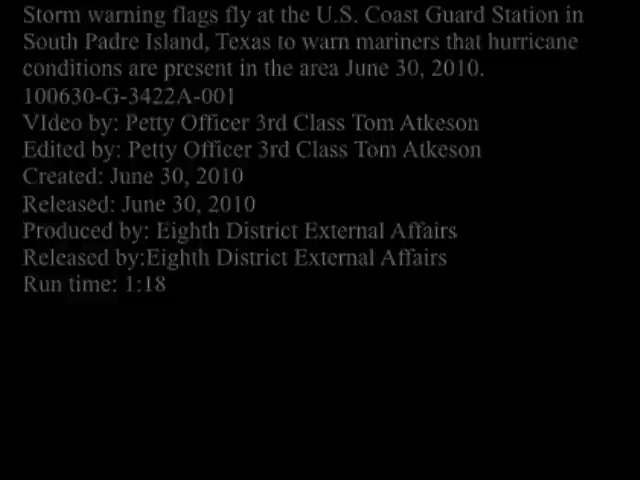 Storm warning flags fly at the U.S. Coast Guard Station in
South Padre Island, Texas to warn mariners that hurricane
conditions are present in the area June 30, 2010.
100630-G-3422A-001
VIdeo by: Petty Officer 3rd Class Tom Atkeson
Edited by: Petty Officer 3rd Class Tom Atkeson
Created: June 30, 2010
Released: June 30, 2010
Produced by: Eighth District External Affairs
Released by:Eighth District External Affairs
Run time: 1:18